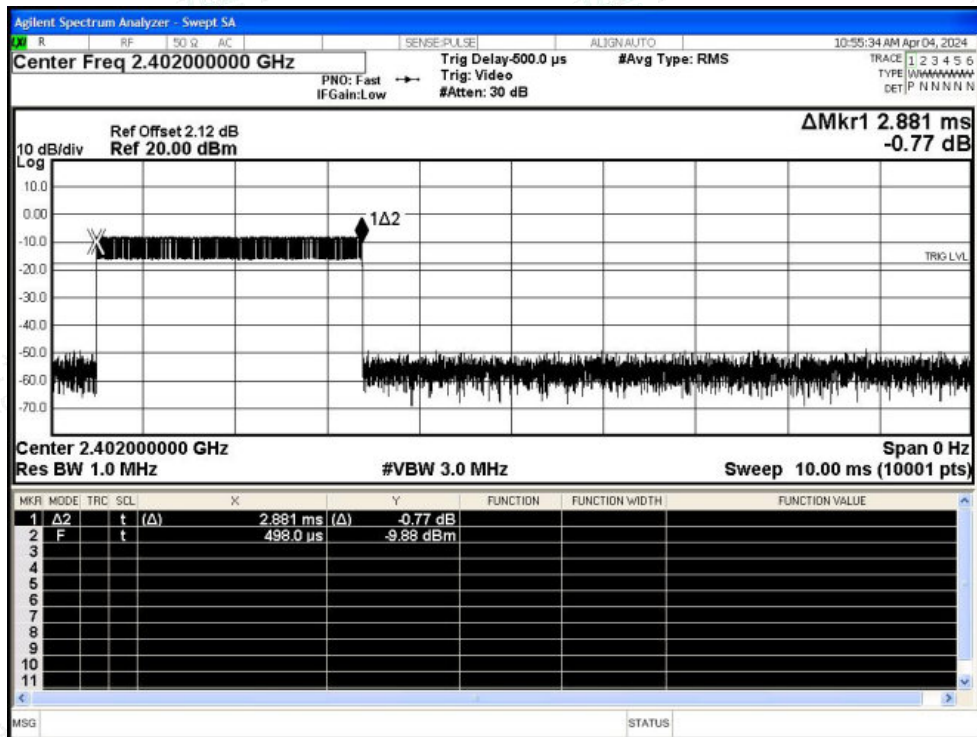 Agilent Spectrum Analyzer - Swept SA
LXI R RF 50 Ω AC SENSE:PULSE ALIGN AUTO 10:55:34 AM Apr 04, 2024
Center Freq 2.402000000 GHz
PNO: Fast
IFGain:Low
Trig Delay-500.0 µs
Trig: Video
#Atten: 30 dB
#Avg Type: RMS
TRACE 1 2 3 4 5 6
TYPE WWWWWW
DET P N N N N N
ΔMkr1 2.881 ms
-0.77 dB
Ref Offset 2.12 dB
10 dB/div Ref 20.00 dBm
Log
10.0
0.00
1Δ2
-10.0
TRIG LVL
-20.0
-30.0
-40.0
-50.0
-60.0
-70.0
Center 2.402000000 GHz Span 0 Hz
Res BW 1.0 MHz #VBW 3.0 MHz Sweep 10.00 ms (10001 pts)
MKR MODE TRC SCL X Y FUNCTION FUNCTION WIDTH FUNCTION VALUE
1 Δ2 t (Δ) 2.881 ms (Δ) -0.77 dB
2 F t 498.0 µs -9.88 dBm
3
4
5
6
7
8
9
10
11
MSG STATUS